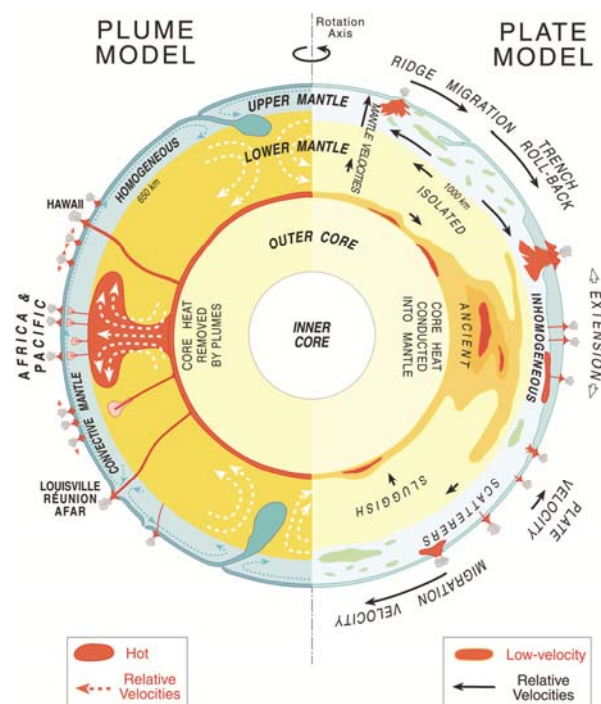 PLUME
MODEL
Rotation
Axis
PLATE
MODEL
RIDGE MIGRATION
TRENCH
ROLL-BACK
UPPER MANTLE
MANTLE VELOCITIES
LOWER MANTLE
HOMOGENEOUS
650 km
1000 km
ISOLATED
HAWAII
OUTER CORE
AFRICA &
PACIFIC
CORE HEAT
REMOVED
BY PLUMES
INNER
CORE
CORE HEAT
CONDUCTED
INTO MANTLE
ANCIENT
INHOMOGENEOUS
EXTENSION
CONVECTIVE MANTLE
LOUISVILLE
RÉUNION
AFAR
SLUGGISH
SCATTERERS
PLATE
VELOCITY
MIGRATION
VELOCITY
Hot
Relative
Velocities
Low-velocity
Relative
Velocities